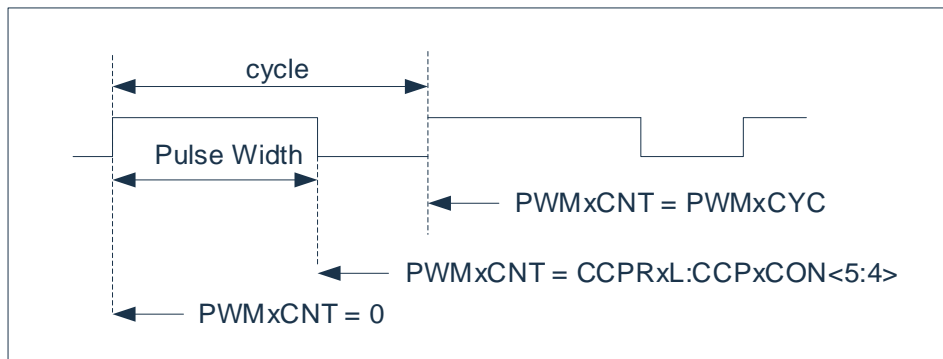 cycle
Pulse Width
PWMxCNT = PWMxCYC
PWMxCNT = CCPRxL:CCPxCON<5:4>
PWMxCNT = 0